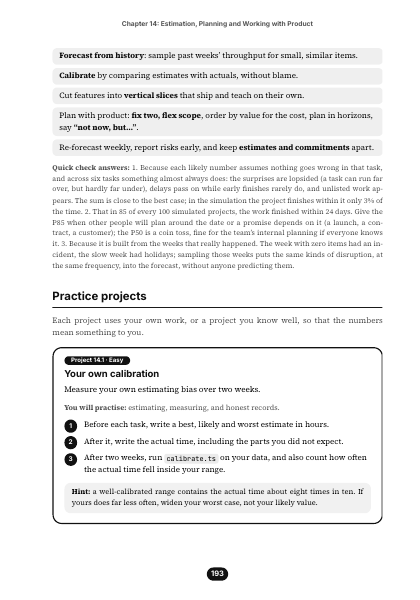 Chapter 14: Estimation, Planning and Working with Product
Forecast from history: sample past weeks' throughput for small, similar items.
Calibrate by comparing estimates with actuals, without blame.
Cut features into vertical slices that ship and teach on their own.
Plan with product: fix two, flex scope, order by value for the cost, plan in horizons,
say "not now, but...".
Re-forecast weekly, report risks early, and keep estimates and commitments apart.
Quick check answers: 1. Because each likely number assumes nothing goes wrong in that task,
and across six tasks something almost always does: the surprises are lopsided (a task can run far
over, but hardly far under), delays pass on while early finishes rarely do, and unlisted work ap-
pears. The sum is close to the best case; in the simulation the project finishes within it only 3% of
the time. 2. That in 85 of every 100 simulated projects, the work finished within 24 days. Give the
P85 when other people will plan around the date or a promise depends on it (a launch, a con-
tract, a customer); the P50 is a coin toss, fine for the team's internal planning if everyone knows
it. 3. Because it is built from the weeks that really happened. The week with zero items had an in-
cident, the slow week had holidays; sampling those weeks puts the same kinds of disruption, at
the same frequency, into the forecast, without anyone predicting them.
Practice projects
Each project uses your own work, or a project you know well, so that the numbers
mean something to you.
Project 14.1 · Easy
Your own calibration
Measure your own estimating bias over two weeks.
You will practise: estimating, measuring, and honest records.
1 Before each task, write a best, likely and worst estimate in hours.
2 After it, write the actual time, including the parts you did not expect.
3 After two weeks, run calibrate.ts on your data, and also count how often
the actual time fell inside your range.
Hint: a well-calibrated range contains the actual time about eight times in ten. If
yours does far less often, widen your worst case, not your likely value.
193